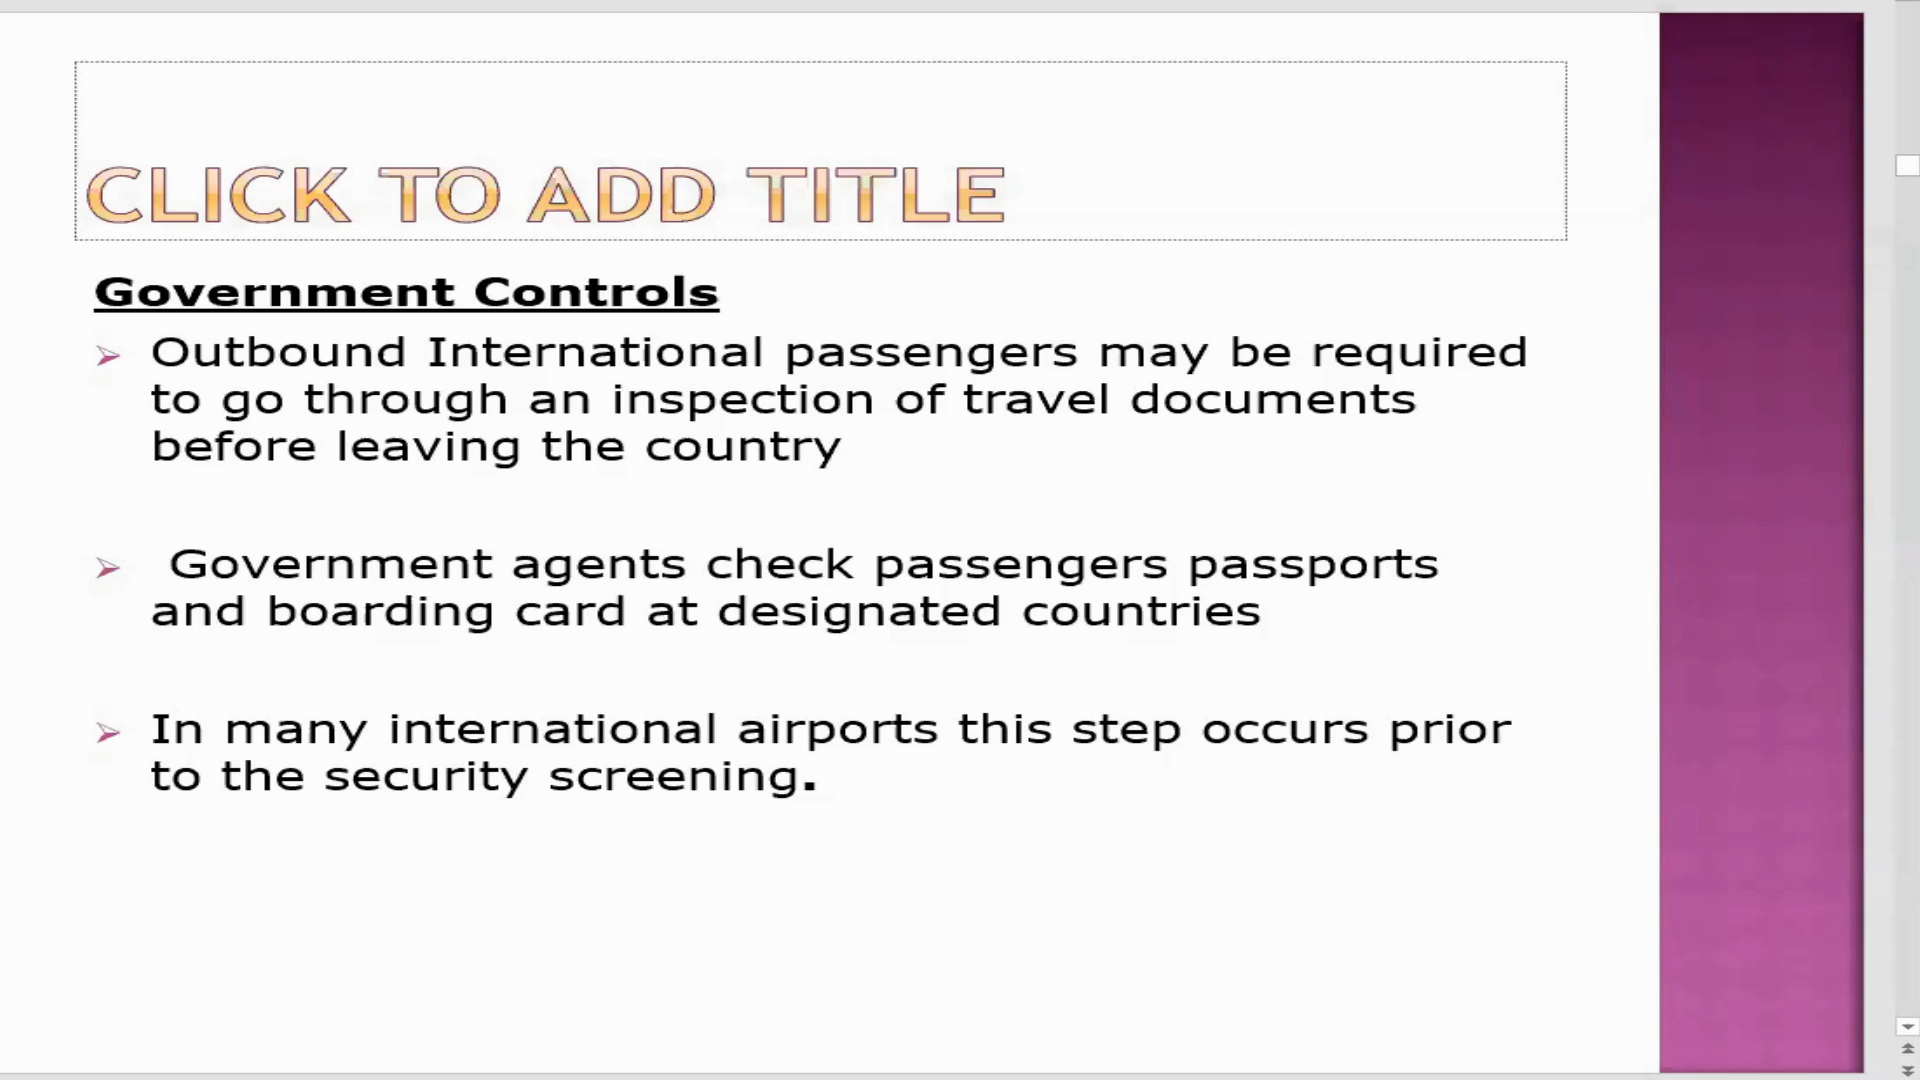 CLICK TO ADD TITLE
Government Controls
Outbound International passengers may be required
to go through an inspection of travel documents
before leaving the country
Government agents check passengers passports
and boarding card at designated countries
In many international airports this step occurs prior
to the security screening.